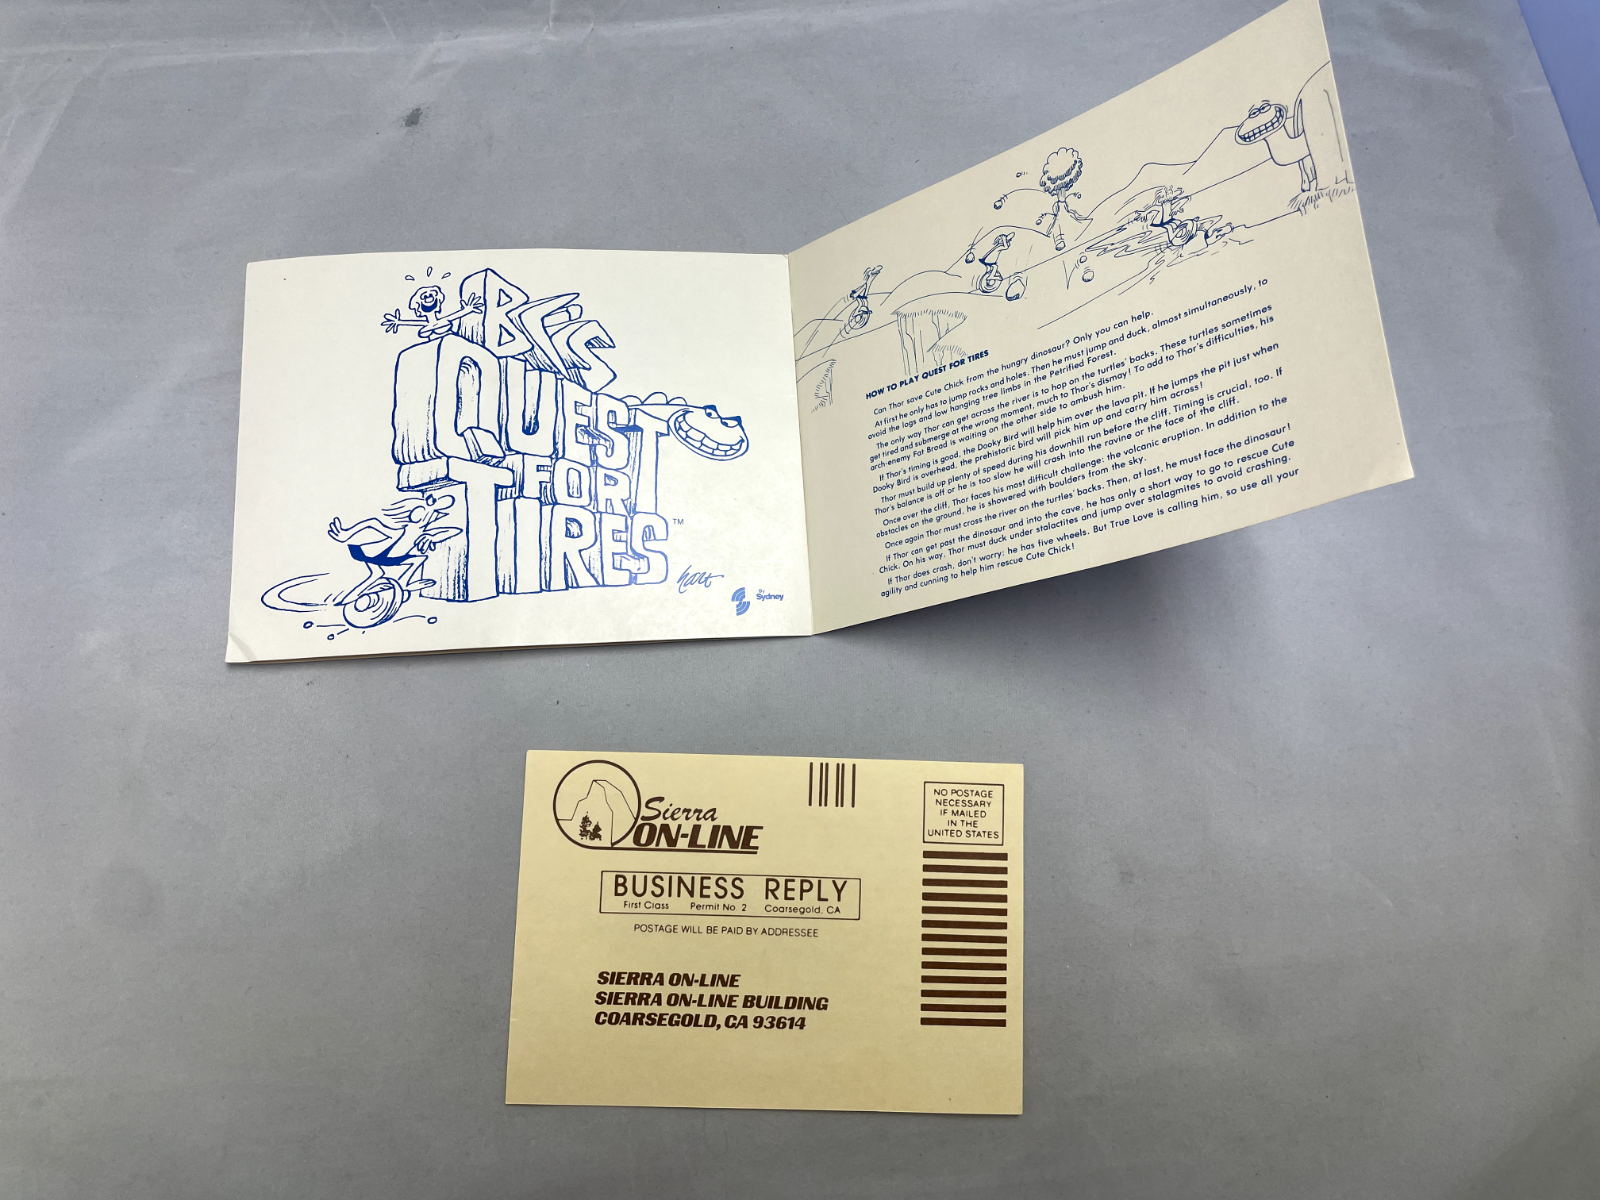 BC's
QUEST
FOR
TIRES™
hart
By
Sydney
HOW TO PLAY QUEST FOR TIRES
Can Thor save Cute Chick from the hungry dinosaur? Only you can help.
At first he only has to jump rocks and holes. Then he must jump and duck, almost simultaneously, to
avoid the logs and low hanging tree limbs in the Petrified Forest.
The only way Thor can get across the river is to hop on the turtles' backs. These turtles sometimes
get tired and submerge at the wrong moment, much to Thor's dismay! To add to Thor's difficulties, his
arch-enemy Fat Broad is waiting on the other side to ambush him.
If Thor's timing is good, the Dooky Bird will help him over the lava pit. If he jumps the pit just when
Dooky Bird is overhead, the prehistoric bird will pick him up and carry him across!
Thor must build up plenty of speed during his downhill run before the cliff. Timing is crucial, too. If
Thor's balance is off or he is too slow he will crash into the ravine or the face of the cliff.
Once over the cliff, Thor faces his most difficult challenge: the volcanic eruption. In addition to the
obstacles on the ground, he is showered with boulders from the sky.
Once again Thor must cross the river on the turtles' backs. Then, at last, he must face the dinosaur!
If Thor can get past the dinosaur and into the cave, he has only a short way to go to rescue Cute
Chick. On his way, Thor must duck under stalactites and jump over stalagmites to avoid crashing.
If Thor does crash, don't worry: he has five wheels. But True Love is calling him, so use all your
agility and cunning to help him rescue Cute Chick!
Sierra
ON-LINE
NO POSTAGE
NECESSARY
IF MAILED
IN THE
UNITED STATES
BUSINESS REPLY
First Class Permit No. 2 Coarsegold, CA
POSTAGE WILL BE PAID BY ADDRESSEE
SIERRA ON-LINE
SIERRA ON-LINE BUILDING
COARSEGOLD, CA 93614